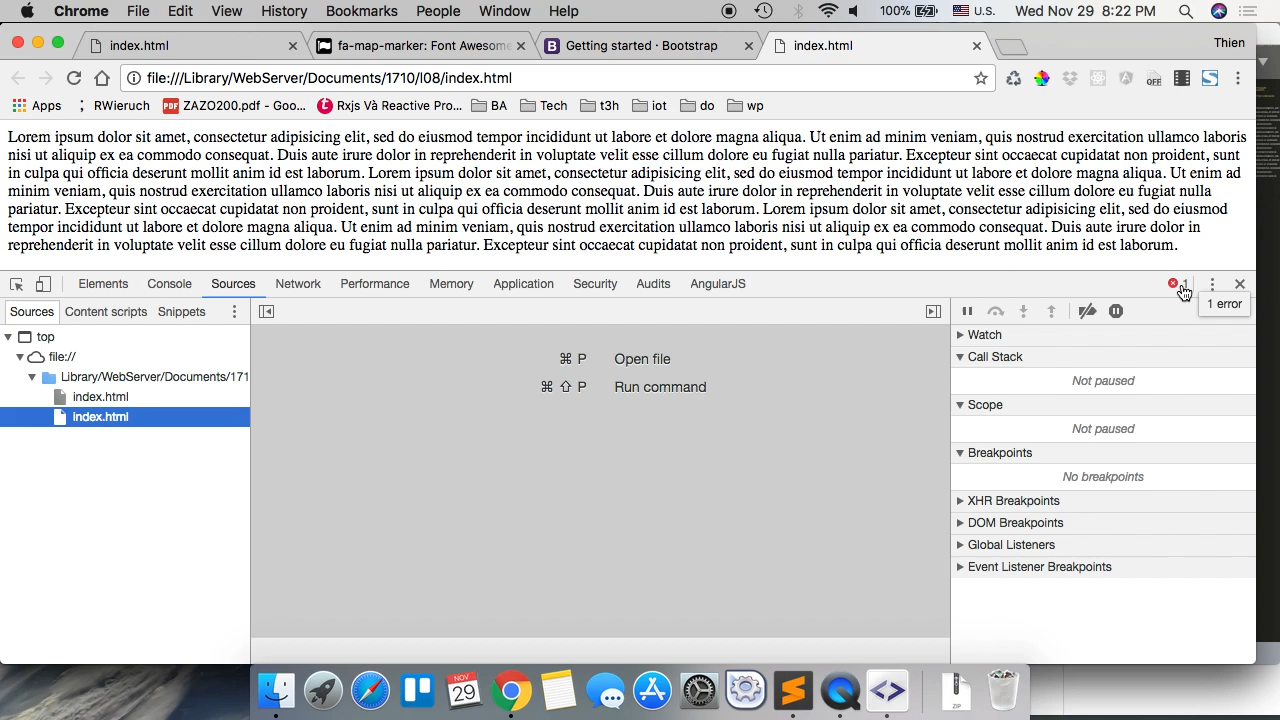 Chrome File Edit View History Bookmarks People Window Help 100% U.S. Wed Nov 29 8:22 PM
index.html fa-map-marker: Font Awesome Getting started · Bootstrap index.html Thien
file:///Library/WebServer/Documents/1710/l08/index.html
Apps RWieruch ZAZO200.pdf - Goo... Rxjs Và Reactive Pro... BA Tech t3h iot do wp
Lorem ipsum dolor sit amet, consectetur adipisicing elit, sed do eiusmod tempor incididunt ut labore et dolore magna aliqua. Ut enim ad minim veniam, quis nostrud exercitation ullamco laboris
nisi ut aliquip ex ea commodo consequat. Duis aute irure dolor in reprehenderit in voluptate velit esse cillum dolore eu fugiat nulla pariatur. Excepteur sint occaecat cupidatat non proident, sunt
in culpa qui officia deserunt mollit anim id est laborum. Lorem ipsum dolor sit amet, consectetur adipisicing elit, sed do eiusmod tempor incididunt ut labore et dolore magna aliqua. Ut enim ad
minim veniam, quis nostrud exercitation ullamco laboris nisi ut aliquip ex ea commodo consequat. Duis aute irure dolor in reprehenderit in voluptate velit esse cillum dolore eu fugiat nulla
pariatur. Excepteur sint occaecat cupidatat non proident, sunt in culpa qui officia deserunt mollit anim id est laborum. Lorem ipsum dolor sit amet, consectetur adipisicing elit, sed do eiusmod
tempor incididunt ut labore et dolore magna aliqua. Ut enim ad minim veniam, quis nostrud exercitation ullamco laboris nisi ut aliquip ex ea commodo consequat. Duis aute irure dolor in
reprehenderit in voluptate velit esse cillum dolore eu fugiat nulla pariatur. Excepteur sint occaecat cupidatat non proident, sunt in culpa qui officia deserunt mollit anim id est laborum.
Elements Console Sources Network Performance Memory Application Security Audits AngularJS 1
1 error
Sources Content scripts Snippets
top
file://
Library/WebServer/Documents/171
index.html
index.html
⌘ P Open file
⌘ ⇧ P Run command
Watch
Call Stack
Not paused
Scope
Not paused
Breakpoints
No breakpoints
XHR Breakpoints
DOM Breakpoints
Global Listeners
Event Listener Breakpoints
NOV
29
ZIP